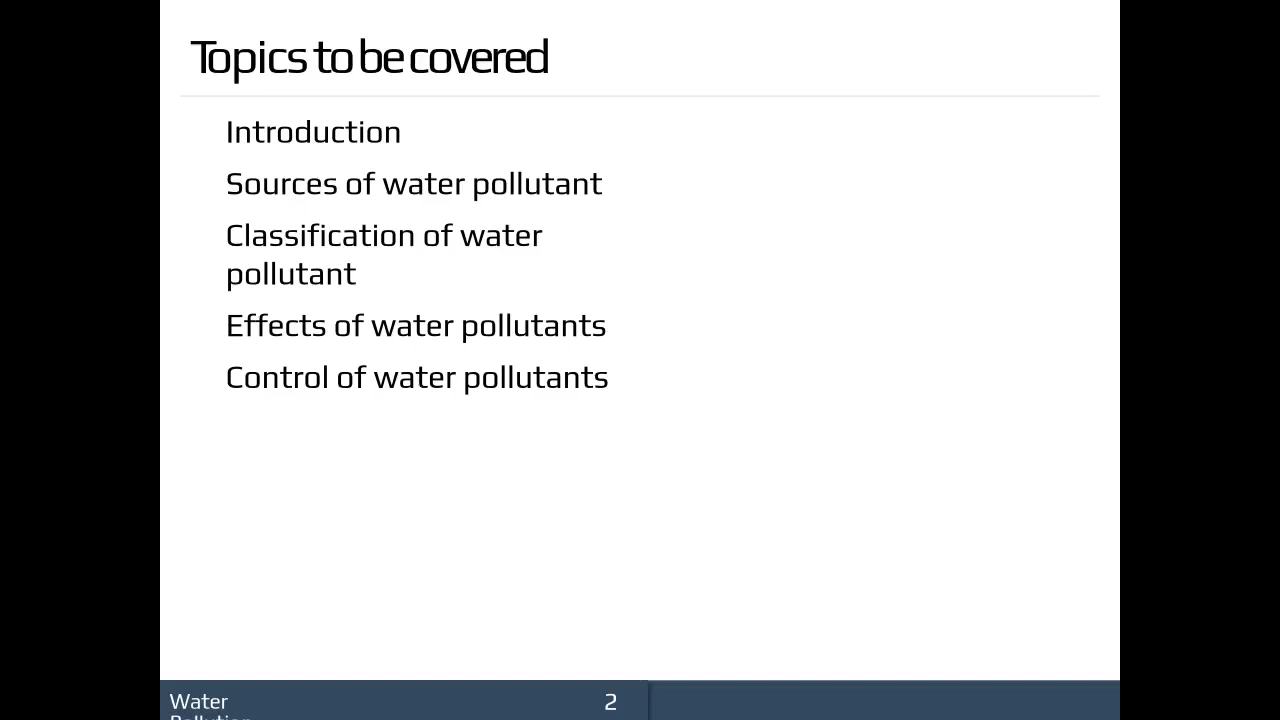 Topics to be covered
Introduction
Sources of water pollutant
Classification of water
pollutant
Effects of water pollutants
Control of water pollutants
Water
Pollution
2